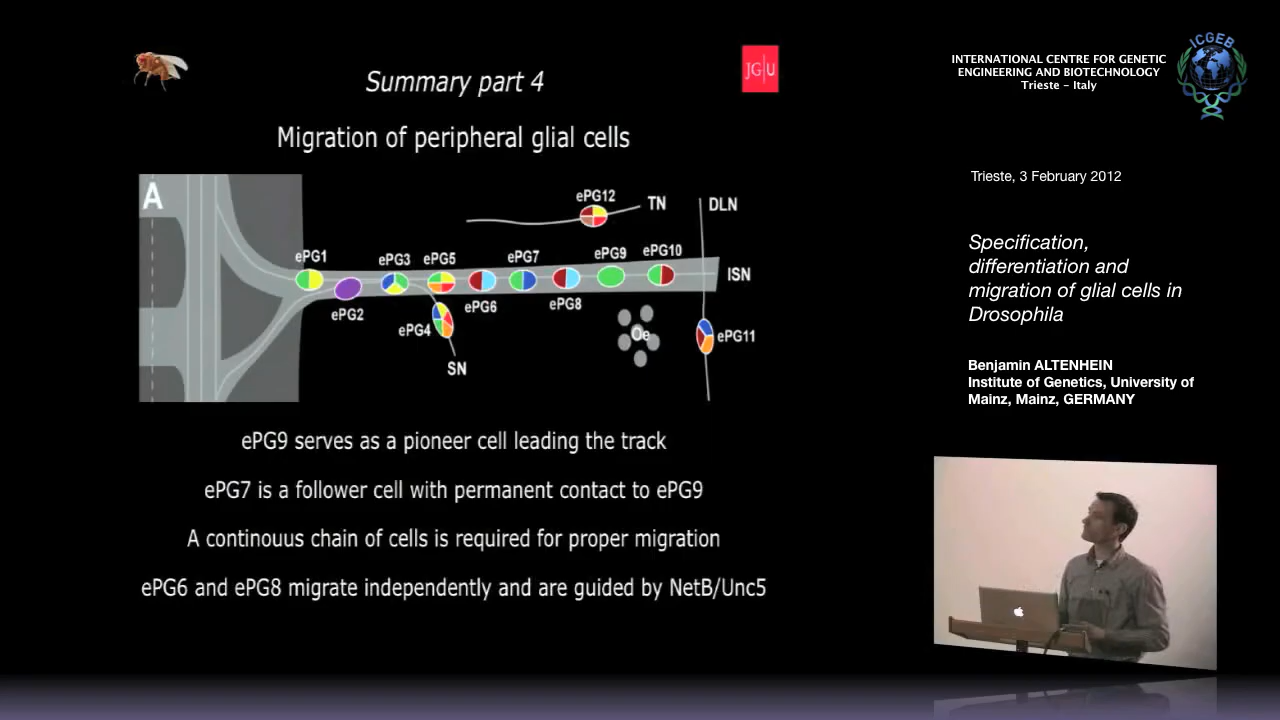 Summary part 4
JG|U
Migration of peripheral glial cells
A
ePG12
TN
DLN
ePG1
ePG3
ePG5
ePG7
ePG9
ePG10
ISN
ePG2
ePG4
ePG6
ePG8
Oe
ePG11
SN
ePG9 serves as a pioneer cell leading the track
ePG7 is a follower cell with permanent contact to ePG9
A continouous chain of cells is required for proper migration
ePG6 and ePG8 migrate independently and are guided by NetB/Unc5
INTERNATIONAL CENTRE FOR GENETIC
ENGINEERING AND BIOTECHNOLOGY
Trieste - Italy
ICGEB
Trieste, 3 February 2012
Specification,
differentiation and
migration of glial cells in
Drosophila
Benjamin ALTENHEIN
Institute of Genetics, University of
Mainz, Mainz, GERMANY